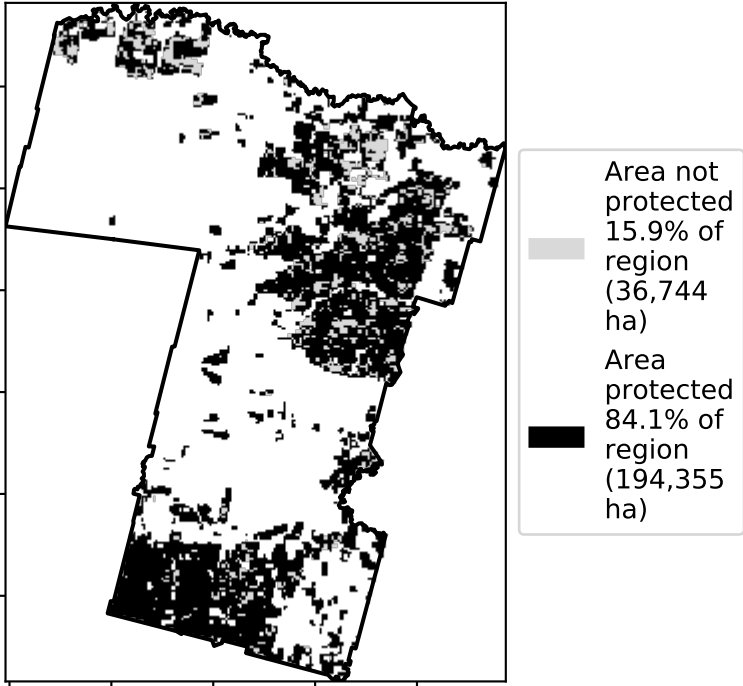 Area not
protected
15.9% of
region
(36,744
ha)
Area
protected
84.1% of
region
(194,355
ha)